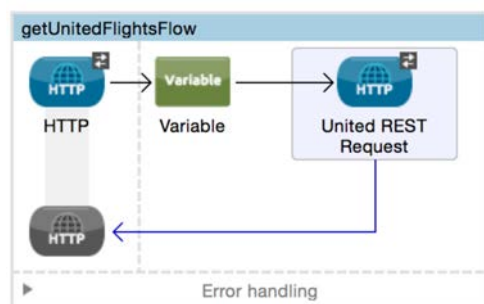 getUnitedFlightsFlow
HTTP
Variable
HTTP
HTTP
Variable
United REST
Request
HTTP
Error handling